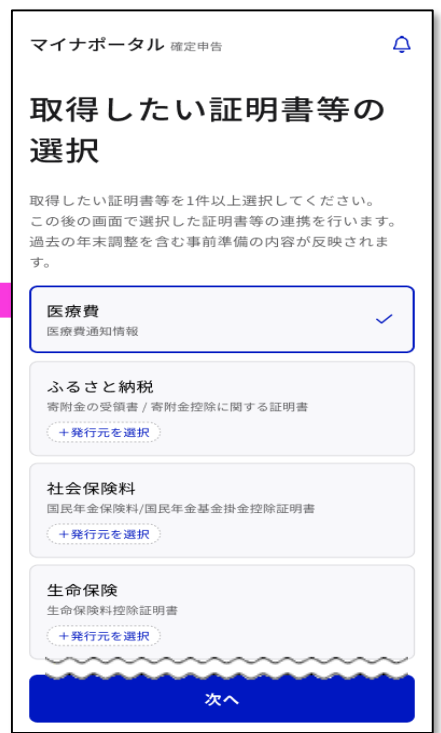 マイナポータル 確定申告
取得したい証明書等の
選択
取得したい証明書等を1件以上選択してください。
この後の画面で選択した証明書等の連携を行います。
過去の年末調整を含む事前準備の内容が反映されま
す。
医療費
医療費通知情報
ふるさと納税
寄附金の受領書 / 寄附金控除に関する証明書
+発行元を選択
社会保険料
国民年金保険料/国民年金基金掛金控除証明書
+発行元を選択
生命保険
生命保険料控除証明書
+発行元を選択
次へ